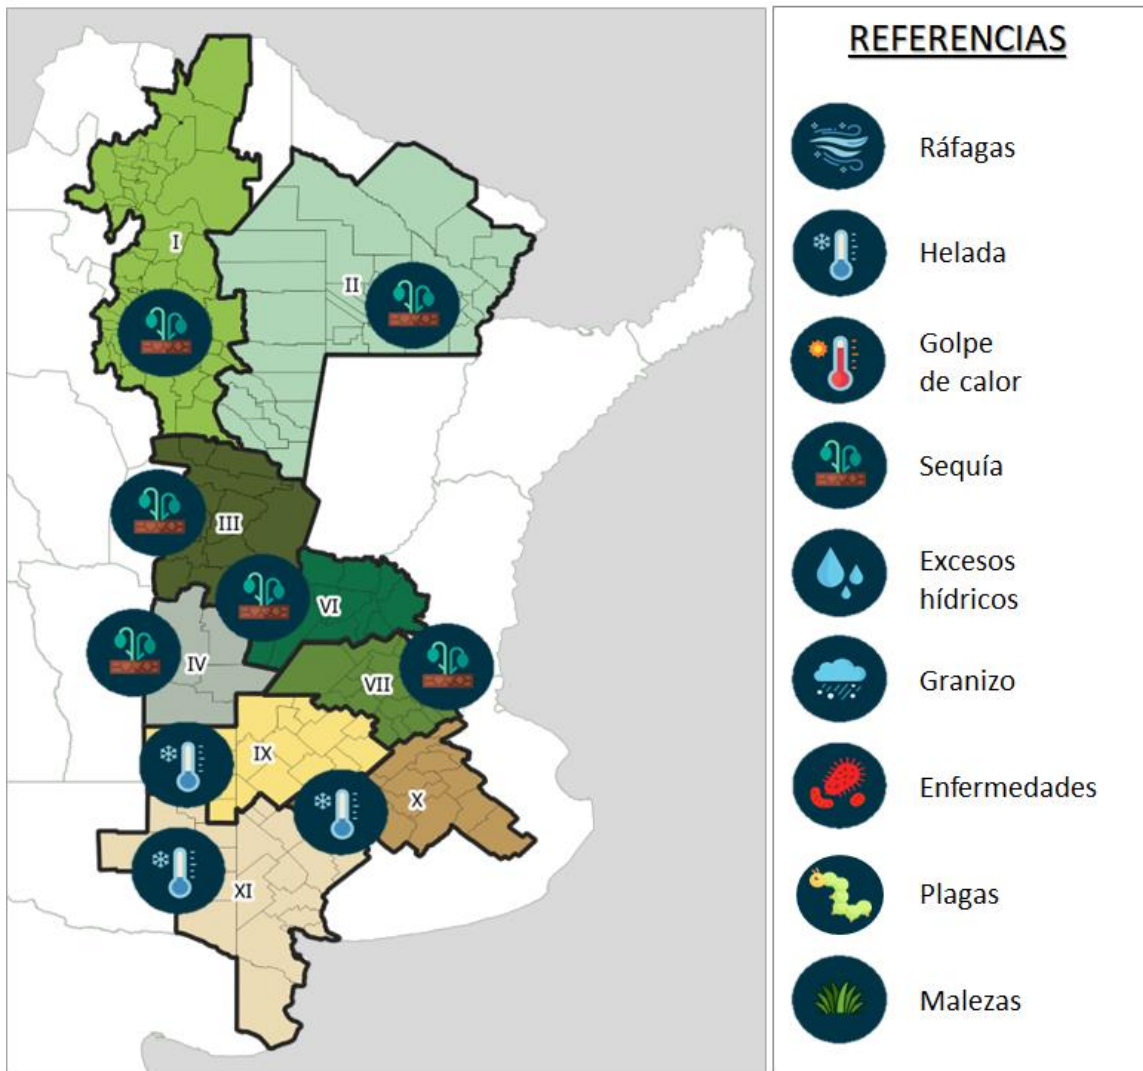 REFERENCIAS
Ráfagas
Helada
Golpe
de calor
Sequía
Excesos
hídricos
Granizo
Enfermedades
Plagas
Malezas
I
II
III
VI
IV
VII
IX
X
XI